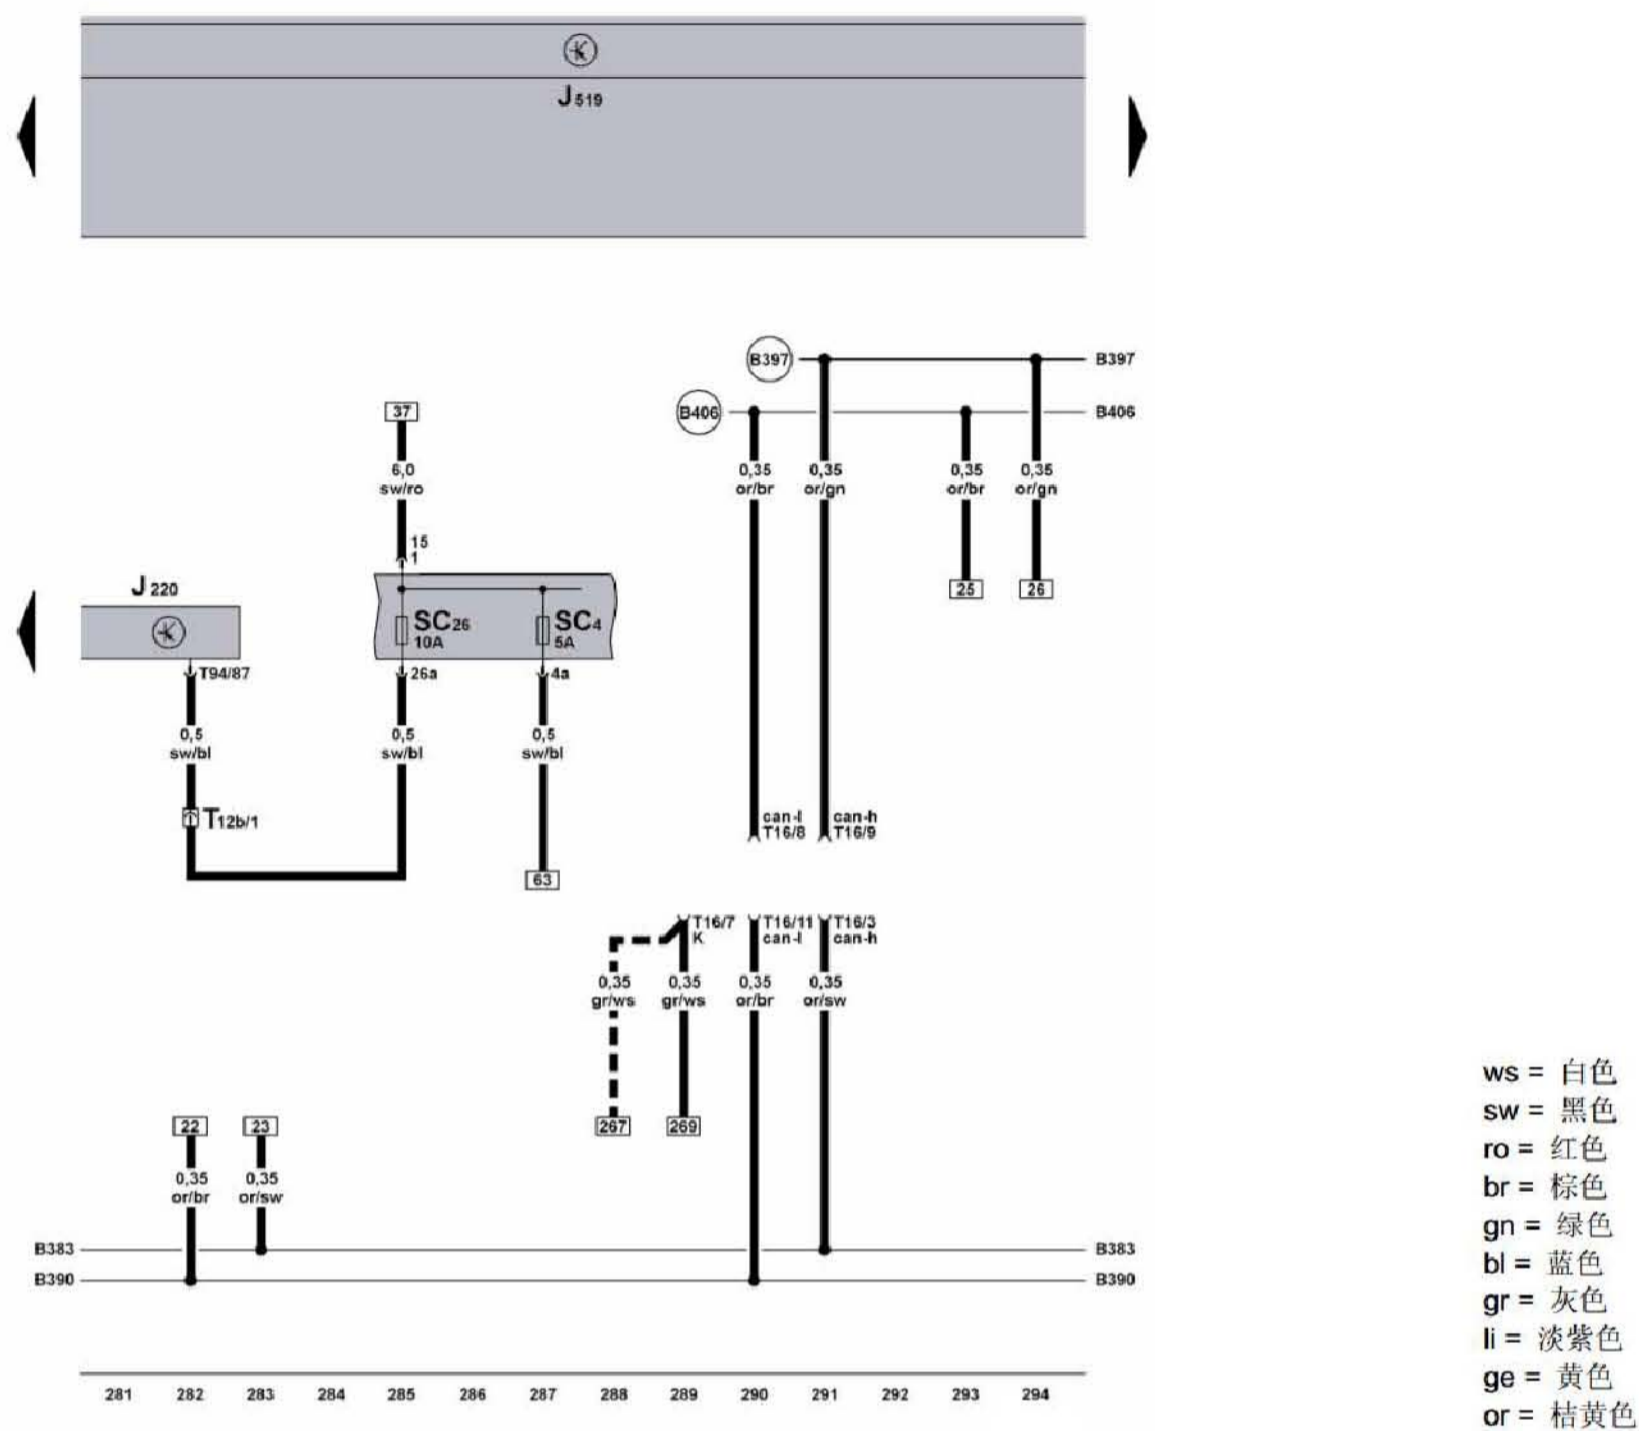 K
J519
B397 B397
37 B406 B406
6,0 0,35 0,35 0,35 0,35
sw/ro or/br or/gn or/br or/gn
15
1
J220 25 26
K SC26 SC4
10A 5A
T94/87 26a 4a
0,5 0,5 0,5
sw/bl sw/bl sw/bl
can-l can-h
T12b/1 T16/8 T16/9
63
T16/7 T16/11 T16/3
K can-l can-h
0,35 0,35 0,35 0,35
gr/ws gr/ws or/br or/sw
22 23 267 269
0,35 0,35
or/br or/sw
B383 B383
B390 B390
281 282 283 284 285 286 287 288 289 290 291 292 293 294
ws = 白色
sw = 黑色
ro = 红色
br = 棕色
gn = 绿色
bl = 蓝色
gr = 灰色
li = 淡紫色
ge = 黄色
or = 桔黄色